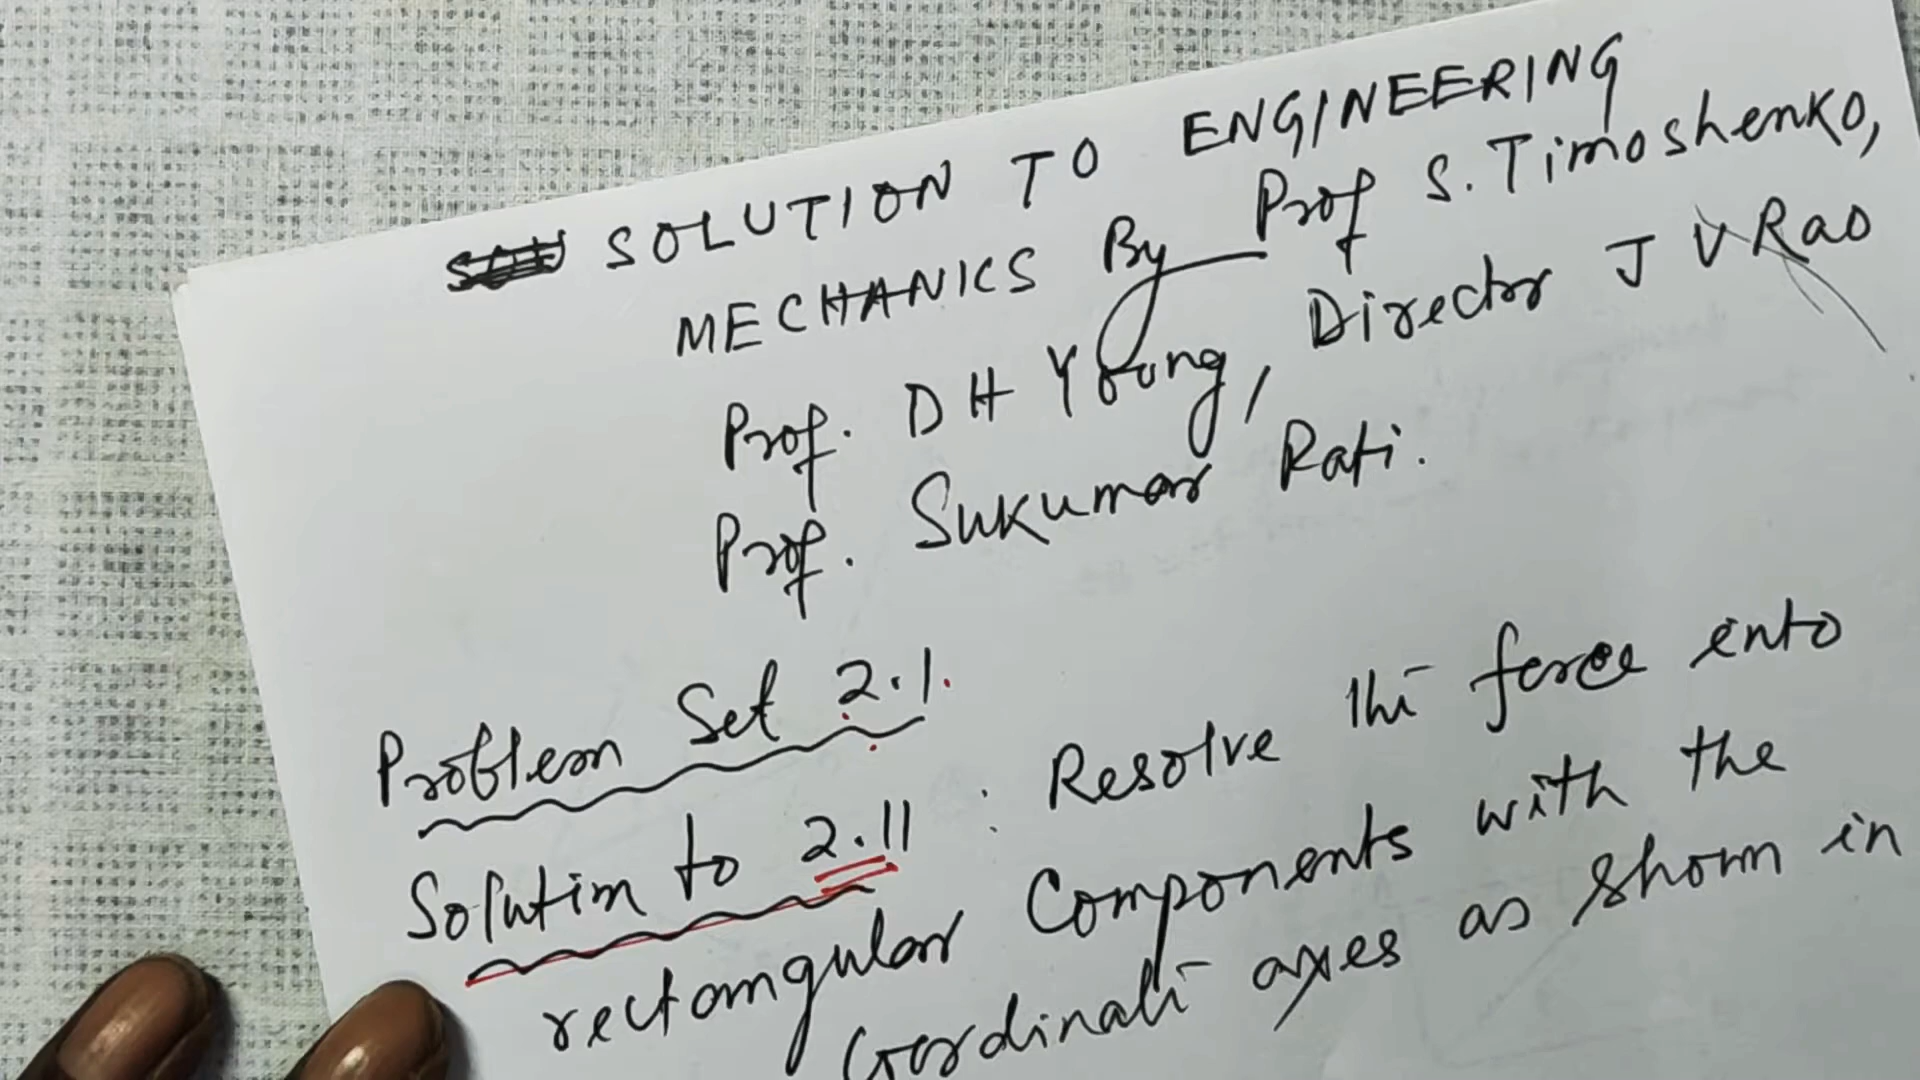 SOLUTION TO ENGINEERING
MECHANICS By Prof S. Timoshenko,
Prof. DH Young, Director J V Rao
Prof. Sukumar Pati.
Problem Set 2.1.
Solution to 2.11 : Resolve the force into
rectangular Components with the
Coordinate axes as shown in